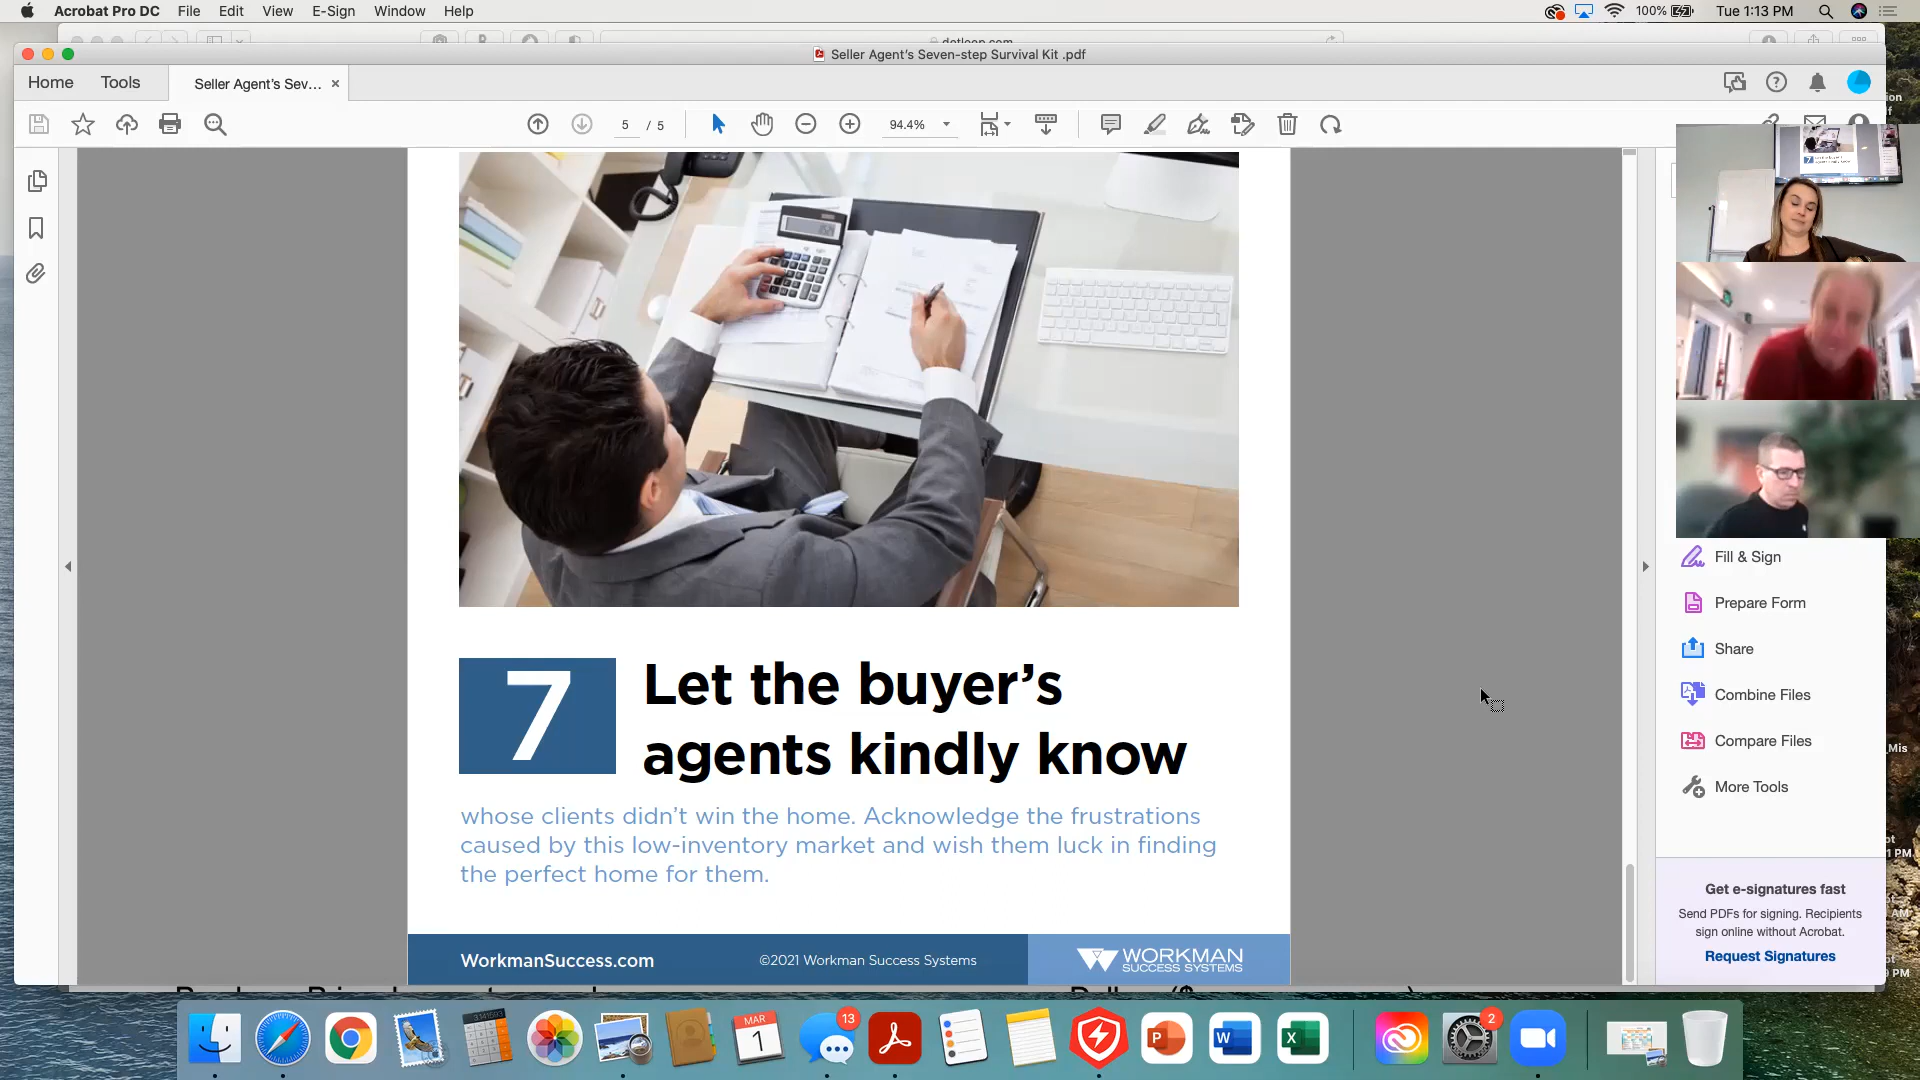 Acrobat Pro DC File Edit View E-Sign Window Help
100% Tue 1:13 PM
Seller Agent's Seven-step Survival Kit .pdf
Home Tools Seller Agent's Sev... ×
5 / 5 94.4%
7 Let the buyer's
agents kindly know
whose clients didn't win the home. Acknowledge the frustrations
caused by this low-inventory market and wish them luck in finding
the perfect home for them.
WorkmanSuccess.com ©2021 Workman Success Systems WORKMAN
SUCCESS SYSTEMS
Fill & Sign
Prepare Form
Share
Combine Files
Compare Files
More Tools
Get e-signatures fast
Send PDFs for signing. Recipients
sign online without Acrobat.
Request Signatures
MAR
1
13
2